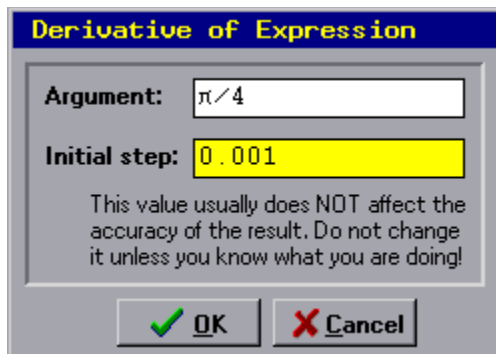 Derivative of Expression
Argument: π/4
Initial step: 0.001
This value usually does NOT affect the
accuracy of the result. Do not change
it unless you know what you are doing!
OK Cancel